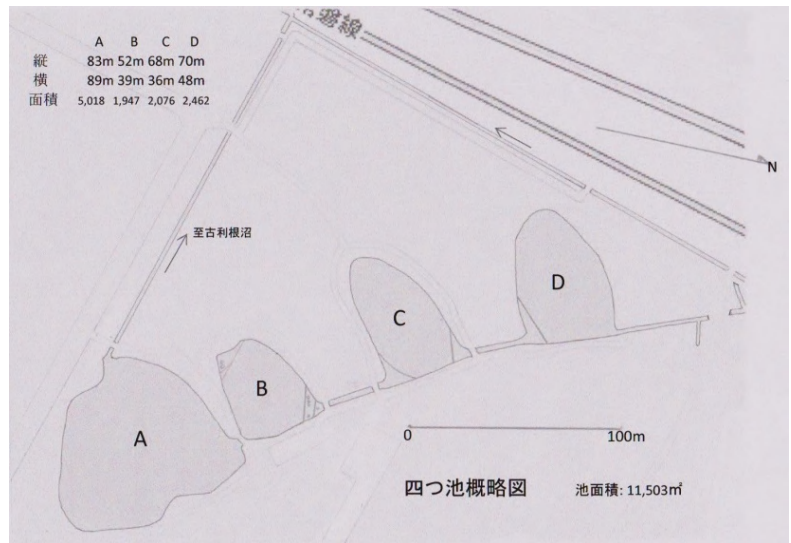 A B C D
縦 83m 52m 68m 70m
横 89m 39m 36m 48m
面積 5,018 1,947 2,076 2,462
磐線
N
至古利根沼
A
B
C
D
0 100m
四つ池概略図 池面積: 11,503㎡